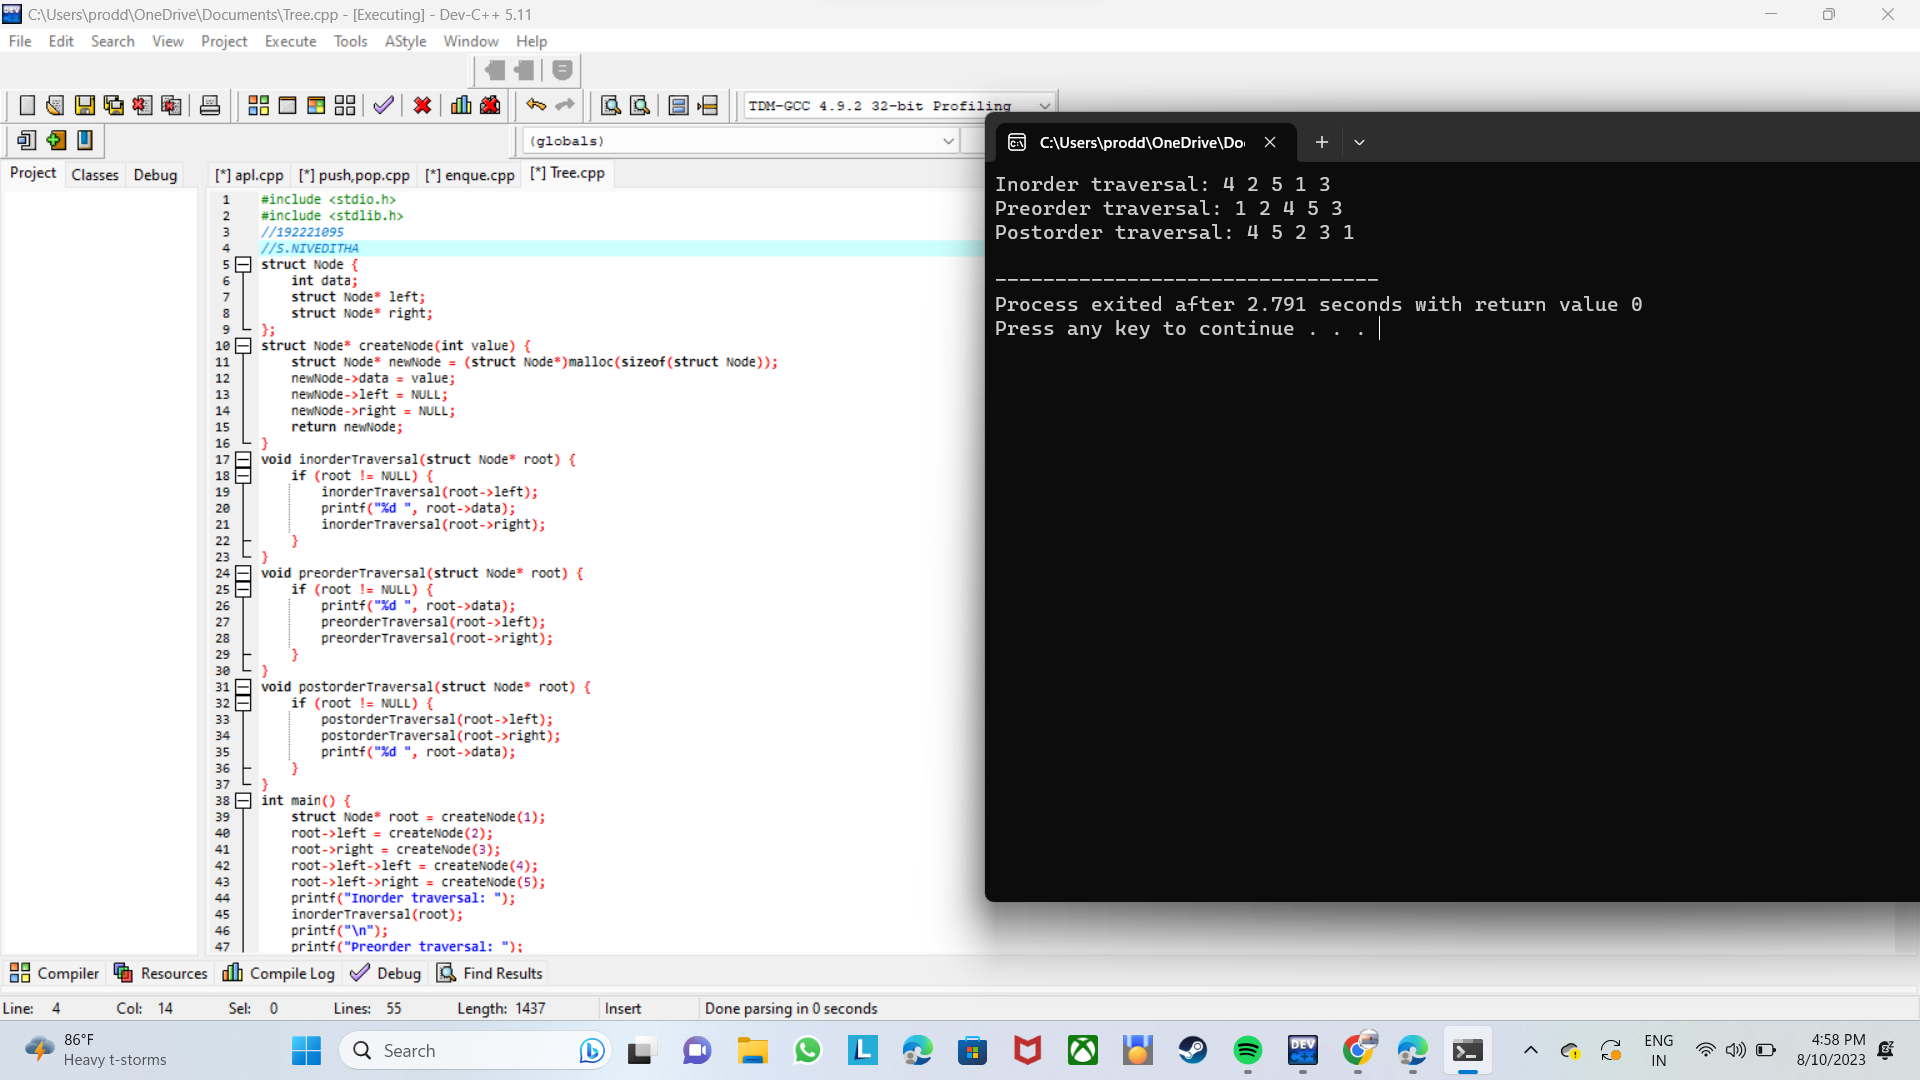 C:\Users\prodd\OneDrive\Documents\Tree.cpp - [Executing] - Dev-C++ 5.11
File Edit Search View Project Execute Tools AStyle Window Help
TDM-GCC 4.9.2 32-bit Profiling
(globals)
Project Classes Debug
[*] apl.cpp [*] push,pop.cpp [*] enque.cpp [*] Tree.cpp
1 #include <stdio.h>
2 #include <stdlib.h>
3 //192221095
4 //S.NIVEDITHA
5 struct Node {
6 int data;
7 struct Node* left;
8 struct Node* right;
9 };
10 struct Node* createNode(int value) {
11 struct Node* newNode = (struct Node*)malloc(sizeof(struct Node));
12 newNode->data = value;
13 newNode->left = NULL;
14 newNode->right = NULL;
15 return newNode;
16 }
17 void inorderTraversal(struct Node* root) {
18 if (root != NULL) {
19 inorderTraversal(root->left);
20 printf("%d ", root->data);
21 inorderTraversal(root->right);
22 }
23 }
24 void preorderTraversal(struct Node* root) {
25 if (root != NULL) {
26 printf("%d ", root->data);
27 preorderTraversal(root->left);
28 preorderTraversal(root->right);
29 }
30 }
31 void postorderTraversal(struct Node* root) {
32 if (root != NULL) {
33 postorderTraversal(root->left);
34 postorderTraversal(root->right);
35 printf("%d ", root->data);
36 }
37 }
38 int main() {
39 struct Node* root = createNode(1);
40 root->left = createNode(2);
41 root->right = createNode(3);
42 root->left->left = createNode(4);
43 root->left->right = createNode(5);
44 printf("Inorder traversal: ");
45 inorderTraversal(root);
46 printf("\n");
47 printf("Preorder traversal: ");
C:\Users\prodd\OneDrive\Do
Inorder traversal: 4 2 5 1 3
Preorder traversal: 1 2 4 5 3
Postorder traversal: 4 5 2 3 1
--------------------------------
Process exited after 2.791 seconds with return value 0
Press any key to continue . . .
Compiler Resources Compile Log Debug Find Results
Line: 4 Col: 14 Sel: 0 Lines: 55 Length: 1437 Insert Done parsing in 0 seconds
86°F
Heavy t-storms
Search
ENG
IN
4:58 PM
8/10/2023